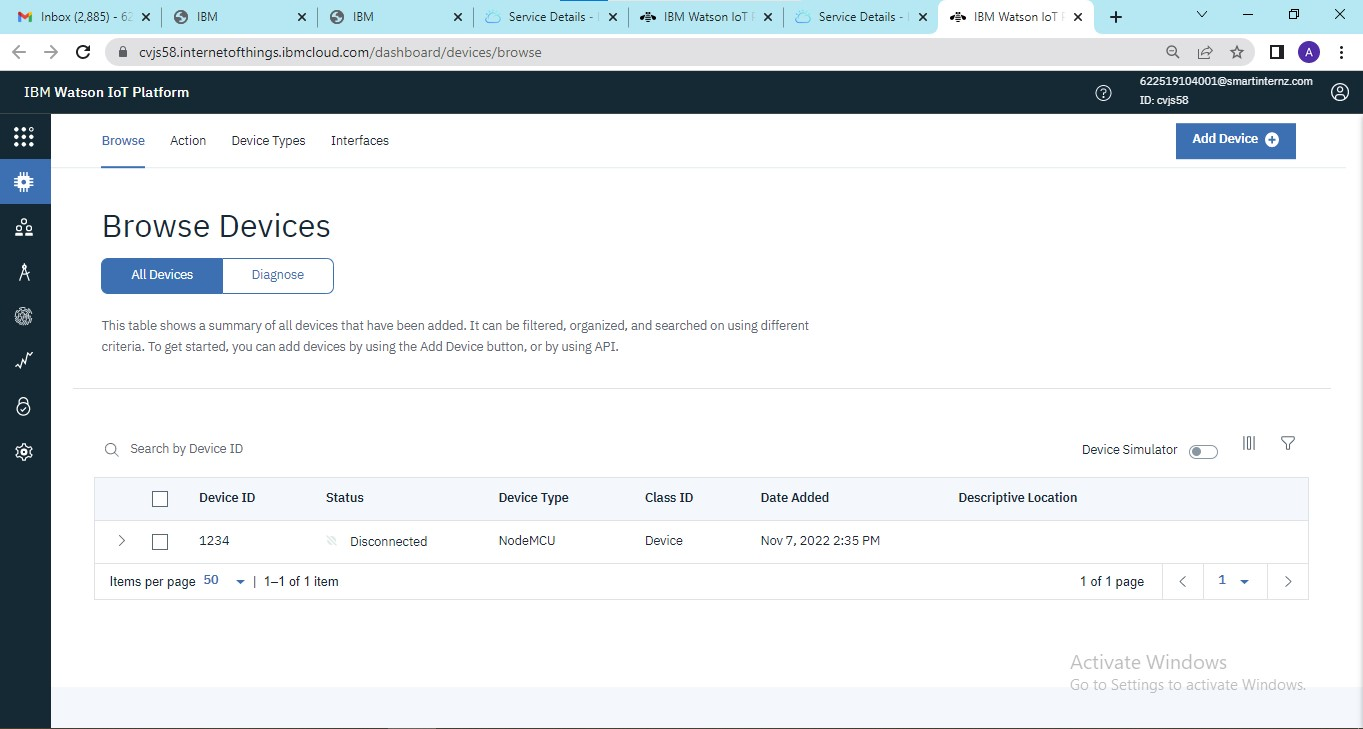 Inbox (2,885) - 62
IBM
IBM
Service Details -
IBM Watson IoT
Service Details -
IBM Watson IoT
cvjs58.internetofthings.ibmcloud.com/dashboard/devices/browse
A
IBM Watson IoT Platform
622519104001@smartinternz.com
ID: cvjs58
Browse Action Device Types Interfaces
Add Device
Browse Devices
All Devices Diagnose
This table shows a summary of all devices that have been added. It can be filtered, organized, and searched on using different
criteria. To get started, you can add devices by using the Add Device button, or by using API.
Search by Device ID
Device Simulator
Device ID Status Device Type Class ID Date Added Descriptive Location
1234 Disconnected NodeMCU Device Nov 7, 2022 2:35 PM
Items per page 50 | 1–1 of 1 item
1 of 1 page 1
Activate Windows
Go to Settings to activate Windows.